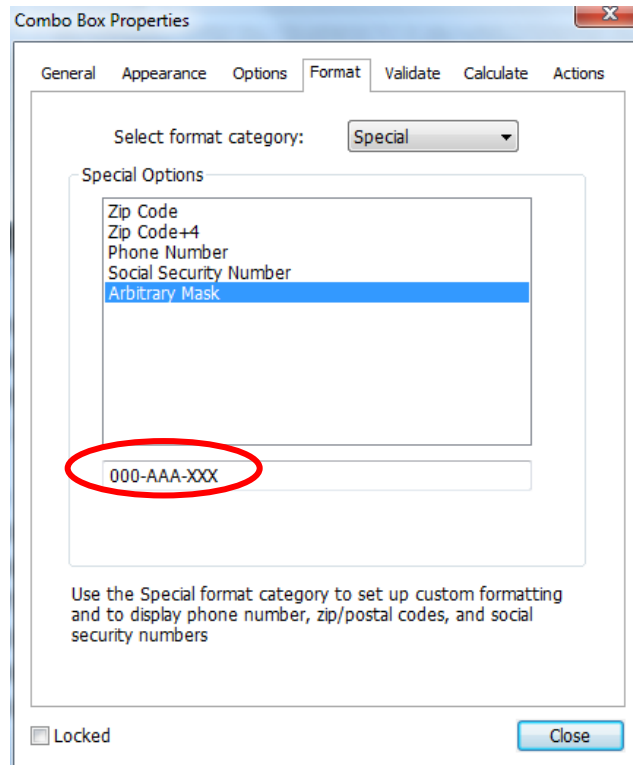 Combo Box Properties
X
General Appearance Options Format Validate Calculate Actions
Select format category: Special
Special Options
Zip Code
Zip Code+4
Phone Number
Social Security Number
Arbitrary Mask
000-AAA-XXX
Use the Special format category to set up custom formatting
and to display phone number, zip/postal codes, and social
security numbers
Locked Close